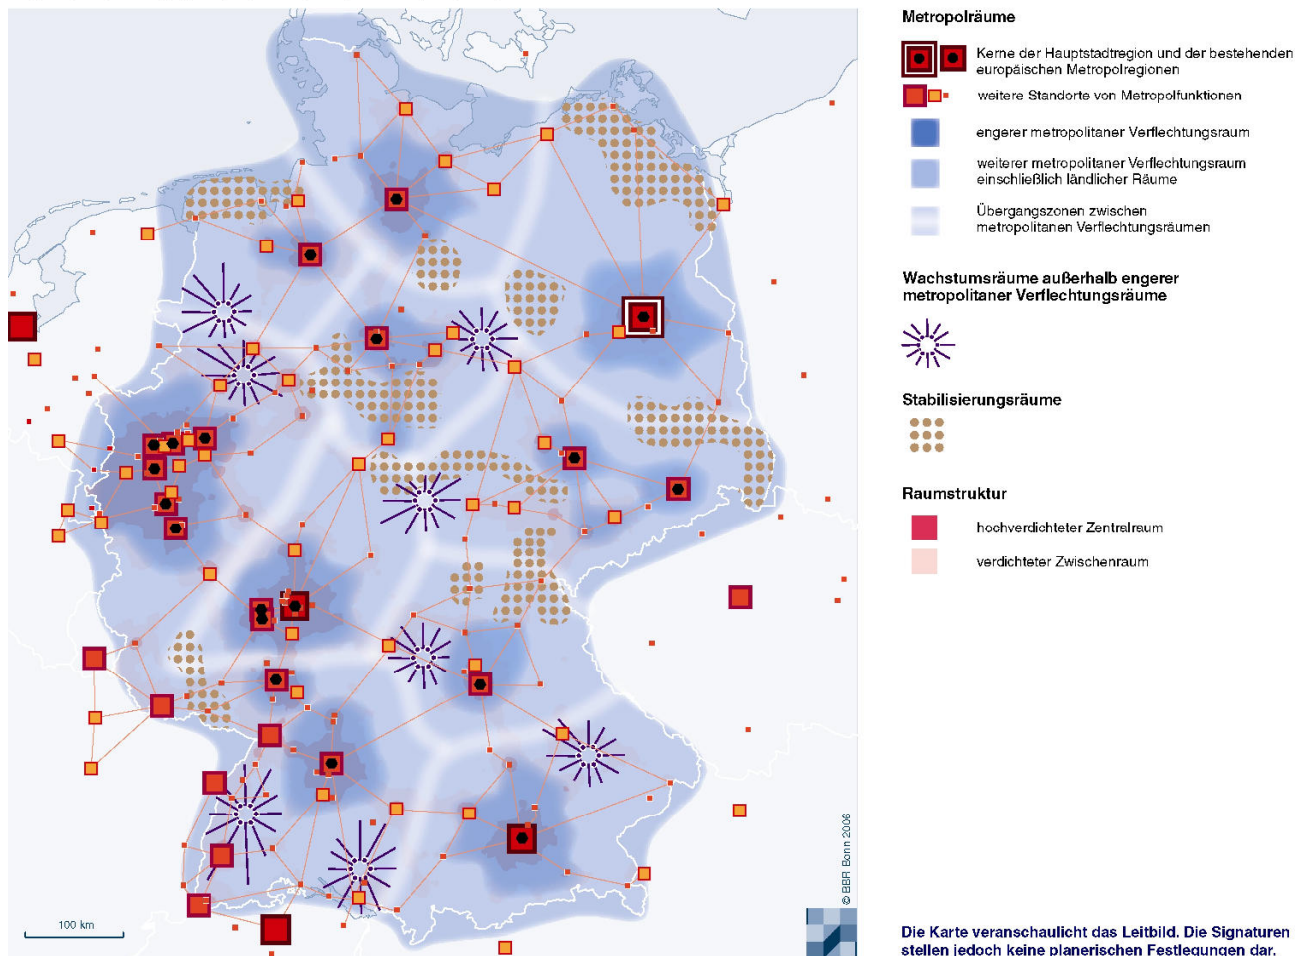 Metropolräume
Kerne der Hauptstadtregion und der bestehenden
europäischen Metropolregionen
weitere Standorte von Metropolfunktionen
engerer metropolitaner Verflechtungsraum
weiterer metropolitaner Verflechtungsraum
einschließlich ländlicher Räume
Übergangszonen zwischen
metropolitanen Verflechtungsräumen
Wachstumsräume außerhalb engerer
metropolitaner Verflechtungsräume
Stabilisierungsräume
Raumstruktur
hochverdichteter Zentralraum
verdichteter Zwischenraum
100 km
© BBR Bonn 2006
Die Karte veranschaulicht das Leitbild. Die Signaturen
stellen jedoch keine planerischen Festlegungen dar.